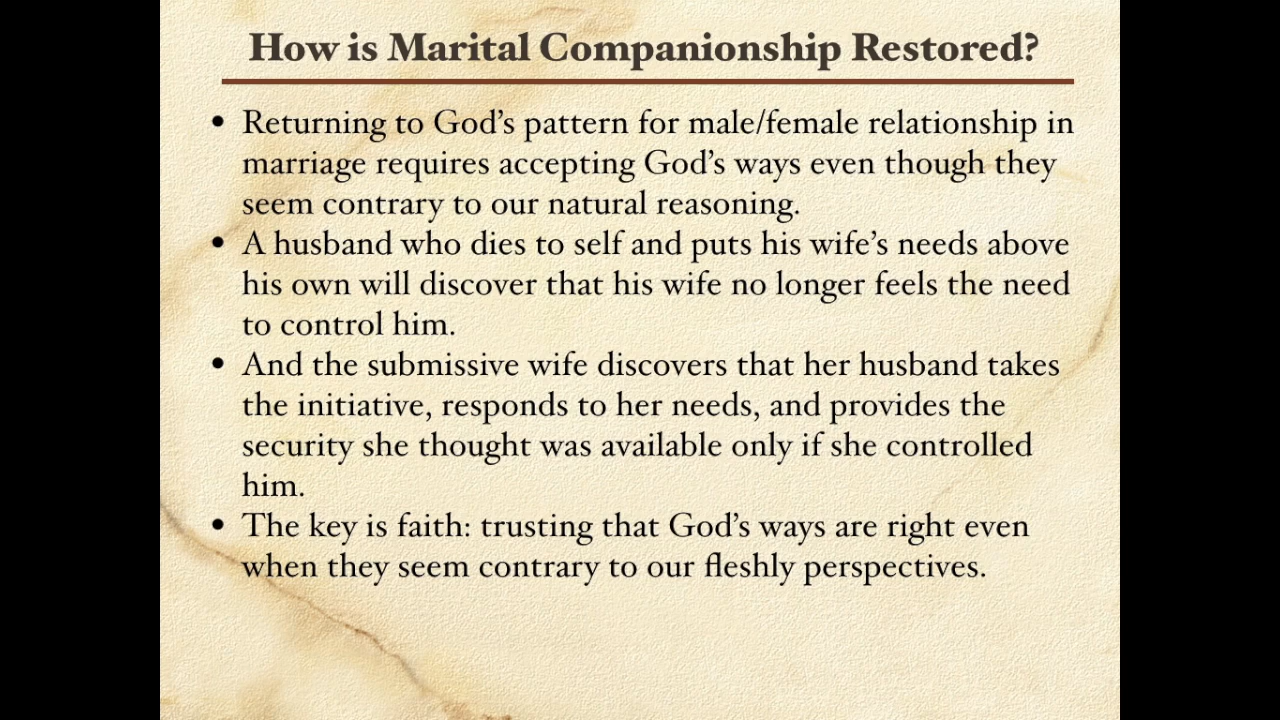 How is Marital Companionship Restored?
• Returning to God’s pattern for male/female relationship in
marriage requires accepting God’s ways even though they
seem contrary to our natural reasoning.
• A husband who dies to self and puts his wife’s needs above
his own will discover that his wife no longer feels the need
to control him.
• And the submissive wife discovers that her husband takes
the initiative, responds to her needs, and provides the
security she thought was available only if she controlled
him.
• The key is faith: trusting that God’s ways are right even
when they seem contrary to our fleshly perspectives.